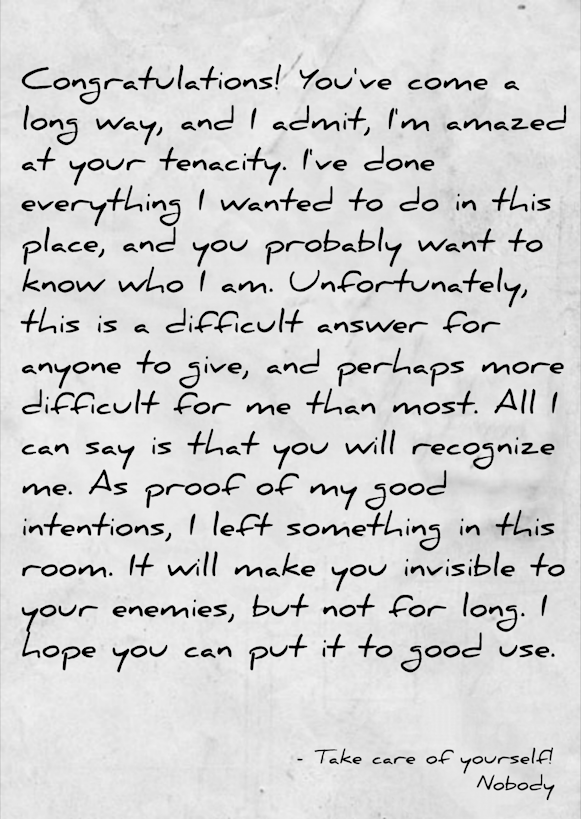 Congratulations! You've come a
long way, and I admit, I'm amazed
at your tenacity. I've done
everything I wanted to do in this
place, and you probably want to
know who I am. Unfortunately,
this is a difficult answer for
anyone to give, and perhaps more
difficult for me than most. All I
can say is that you will recognize
me. As proof of my good
intentions, I left something in this
room. It will make you invisible to
your enemies, but not for long. I
hope you can put it to good use.
- Take care of yourself!
Nobody